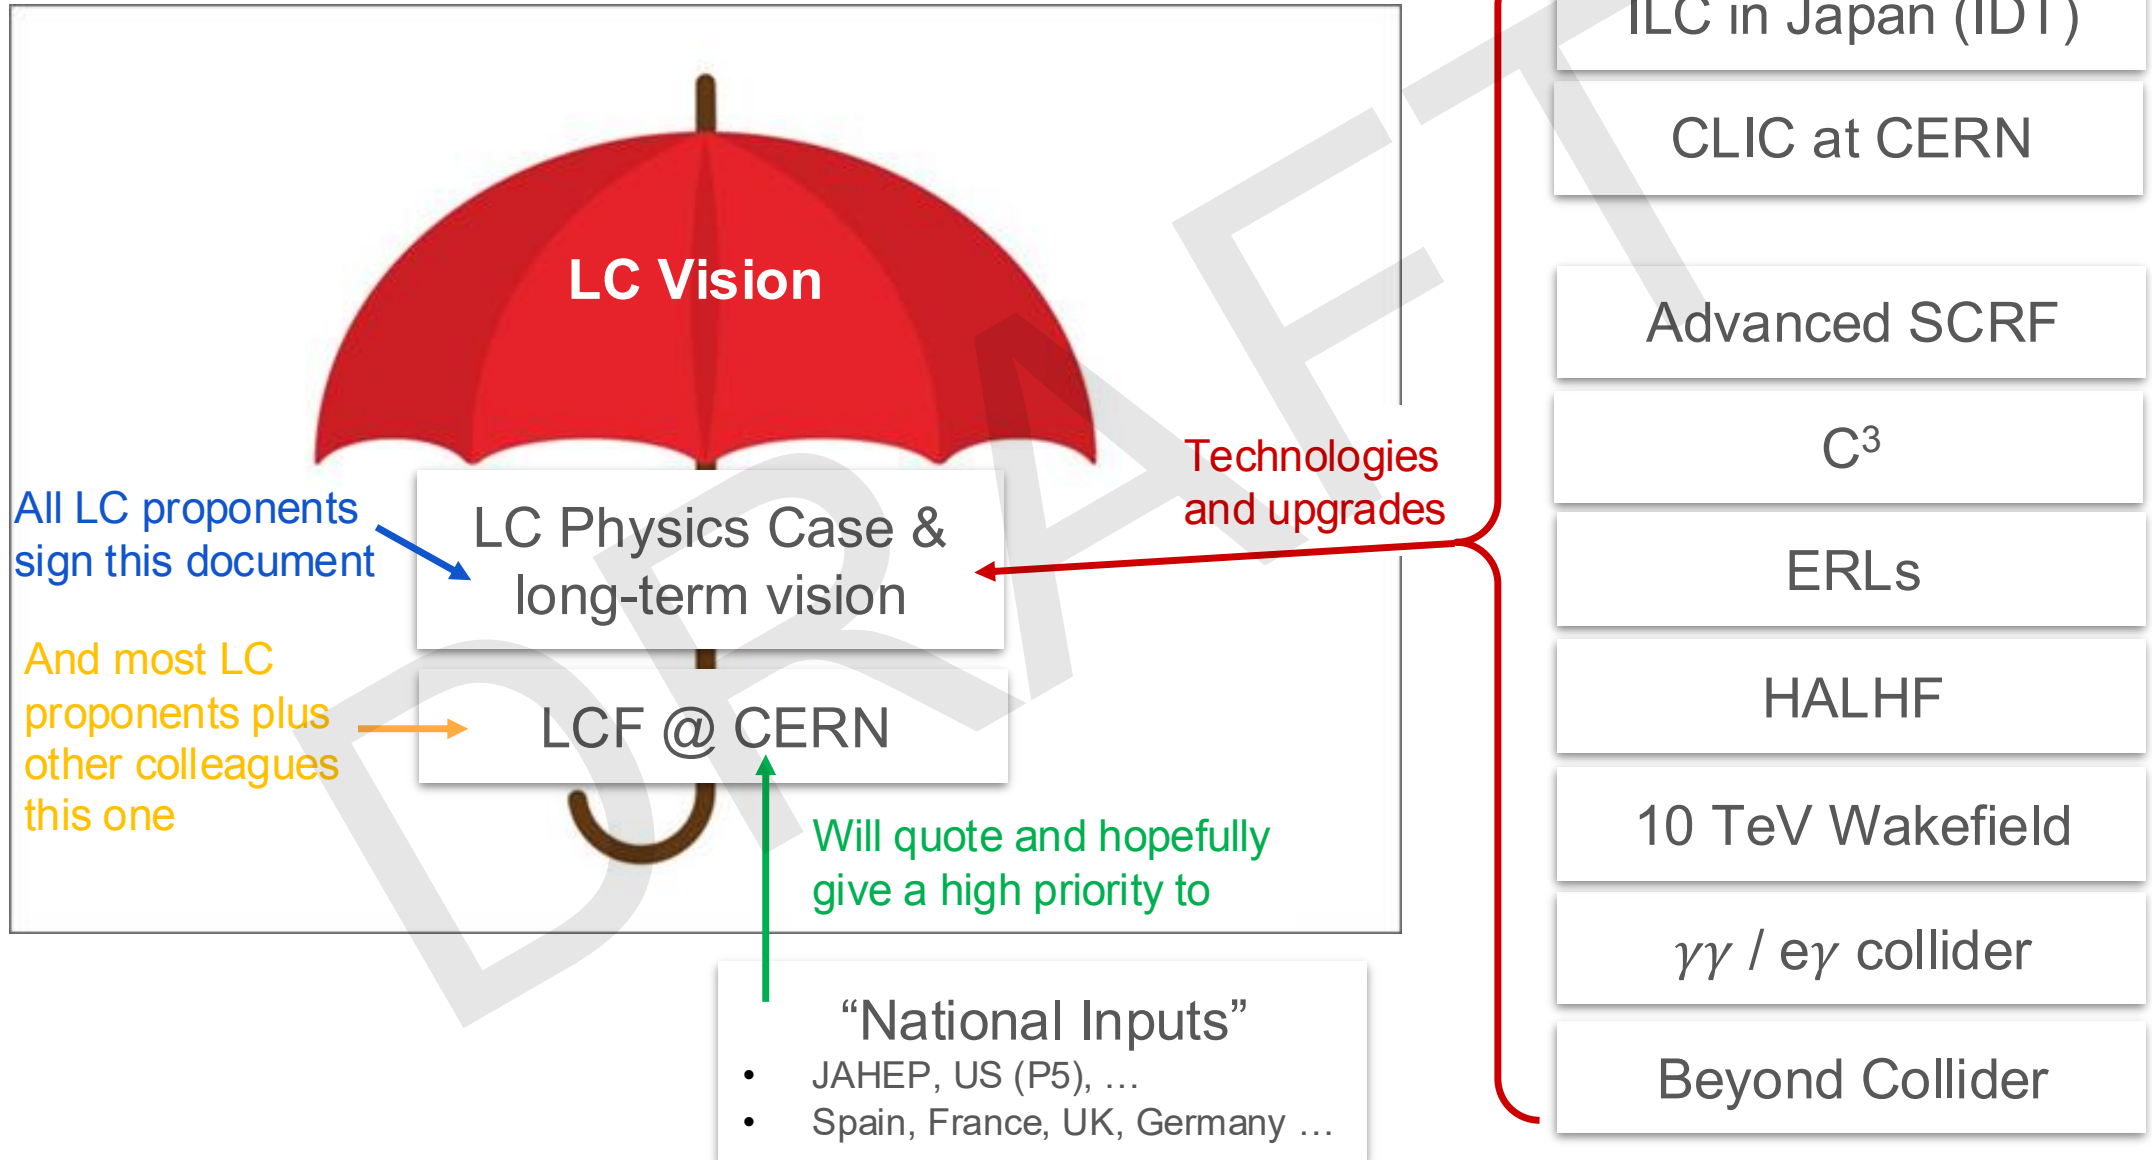 LC Vision
All LC proponents
sign this document
LC Physics Case &
long-term vision
And most LC
proponents plus
other colleagues
this one
LCF @ CERN
Will quote and hopefully
give a high priority to
“National Inputs”
• JAHEP, US (P5), …
• Spain, France, UK, Germany …
Technologies
and upgrades
ILC in Japan (IDT)
CLIC at CERN
Advanced SCRF
C³
ERLs
HALHF
10 TeV Wakefield
γγ / eγ collider
Beyond Collider
DRAFT